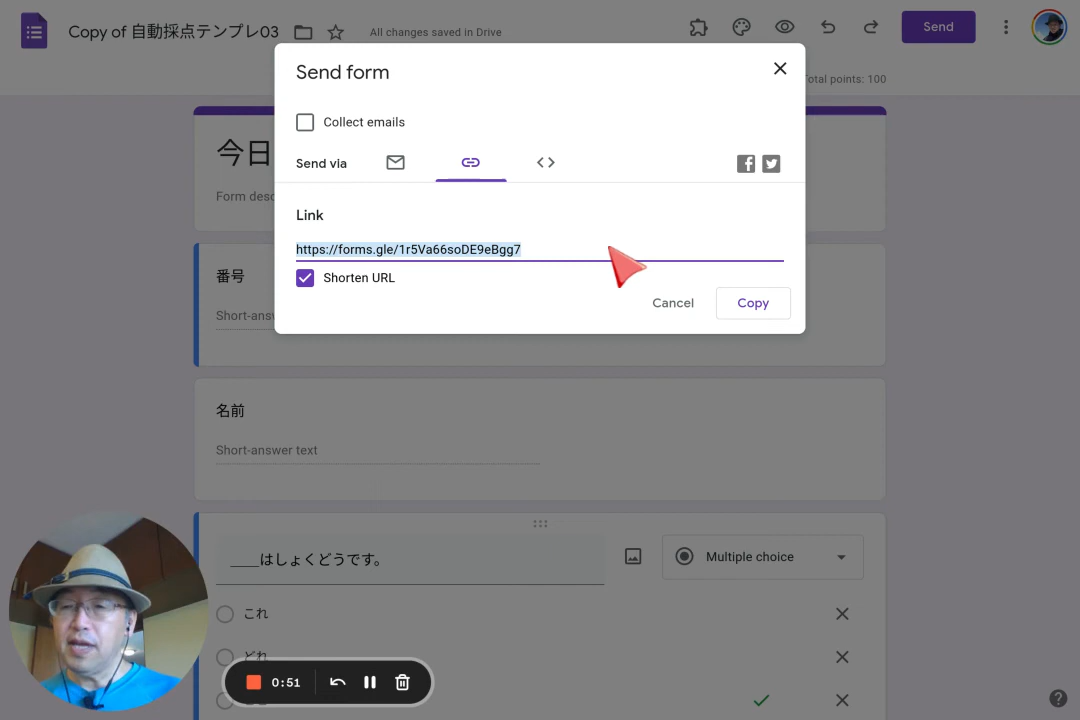 Copy of 自動採点テンプレ03
All changes saved in Drive
Send
Total points: 100
Send form
Collect emails
Send via
Link
https://forms.gle/1r5Va66soDE9eBgg7
Shorten URL
Cancel
Copy
今日
Form desc
番号
Short-answ
名前
Short-answer text
____はしょくどうです。
Multiple choice
これ
どれ
0:51